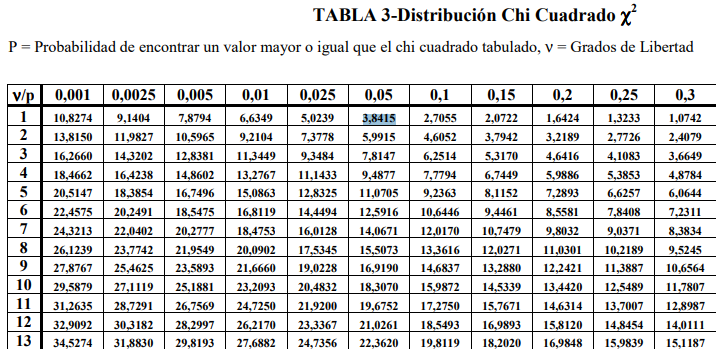 TABLA 3-Distribución Chi Cuadrado χ²
P = Probabilidad de encontrar un valor mayor o igual que el chi cuadrado tabulado, ν = Grados de Libertad
ν/p 0,001 0,0025 0,005 0,01 0,025 0,05 0,1 0,15 0,2 0,25 0,3
1 10,8274 9,1404 7,8794 6,6349 5,0239 3,8415 2,7055 2,0722 1,6424 1,3233 1,0742
2 13,8150 11,9827 10,5965 9,2104 7,3778 5,9915 4,6052 3,7942 3,2189 2,7726 2,4079
3 16,2660 14,3202 12,8381 11,3449 9,3484 7,8147 6,2514 5,3170 4,6416 4,1083 3,6649
4 18,4662 16,4238 14,8602 13,2767 11,1433 9,4877 7,7794 6,7449 5,9886 5,3853 4,8784
5 20,5147 18,3854 16,7496 15,0863 12,8325 11,0705 9,2363 8,1152 7,2893 6,6257 6,0644
6 22,4575 20,2491 18,5475 16,8119 14,4494 12,5916 10,6446 9,4461 8,5581 7,8408 7,2311
7 24,3213 22,0402 20,2777 18,4753 16,0128 14,0671 12,0170 10,7479 9,8032 9,0371 8,3834
8 26,1239 23,7742 21,9549 20,0902 17,5345 15,5073 13,3616 12,0271 11,0301 10,2189 9,5245
9 27,8767 25,4625 23,5893 21,6660 19,0228 16,9190 14,6837 13,2880 12,2421 11,3887 10,6564
10 29,5879 27,1119 25,1881 23,2093 20,4832 18,3070 15,9872 14,5339 13,4420 12,5489 11,7807
11 31,2635 28,7291 26,7569 24,7250 21,9200 19,6752 17,2750 15,7671 14,6314 13,7007 12,8987
12 32,9092 30,3182 28,2997 26,2170 23,3367 21,0261 18,5493 16,9893 15,8120 14,8454 14,0111
13 34,5274 31,8830 29,8193 27,6882 24,7356 22,3620 19,8119 18,2020 16,9848 15,9839 15,1187